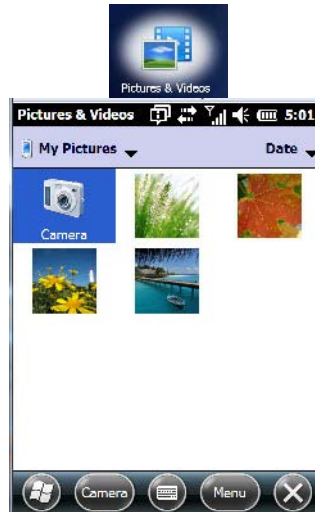 Pictures & Videos
Pictures & Videos 5:01
My Pictures Date
Camera
Camera Menu